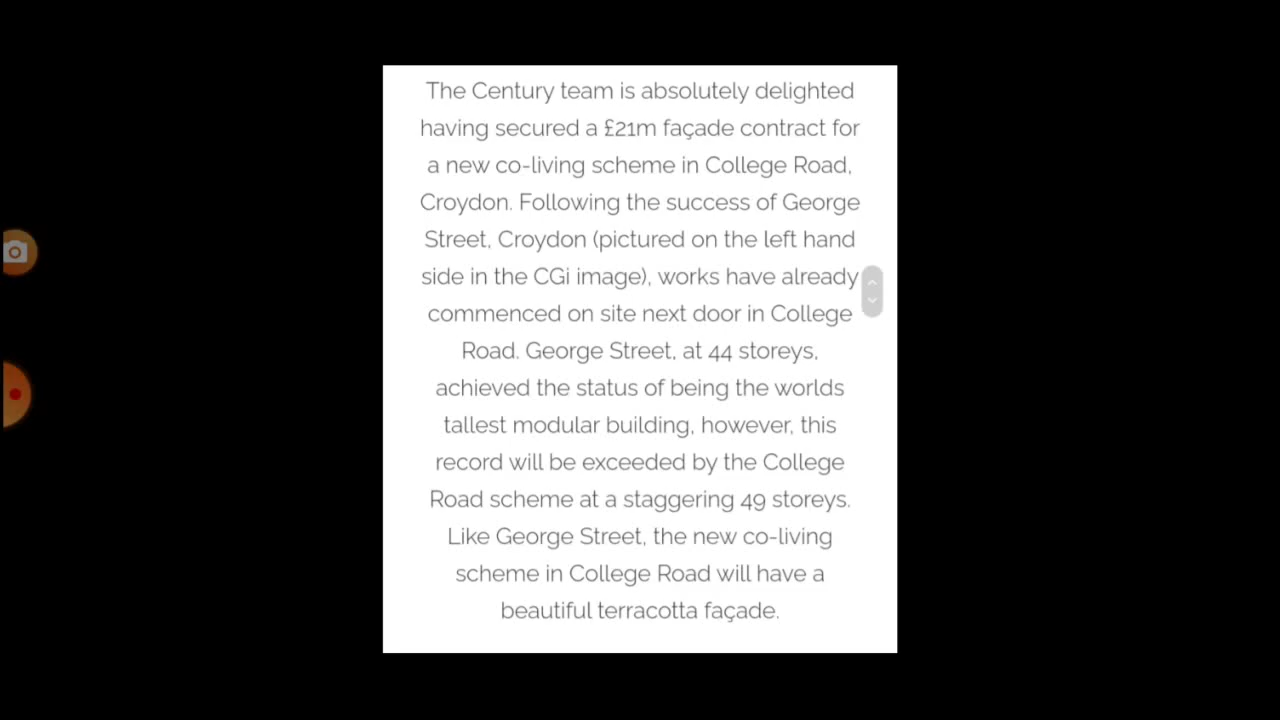 The Century team is absolutely delighted
having secured a £21m façade contract for
a new co-living scheme in College Road,
Croydon. Following the success of George
Street, Croydon (pictured on the left hand
side in the CGi image), works have already
commenced on site next door in College
Road. George Street, at 44 storeys,
achieved the status of being the worlds
tallest modular building, however, this
record will be exceeded by the College
Road scheme at a staggering 49 storeys.
Like George Street, the new co-living
scheme in College Road will have a
beautiful terracotta façade.